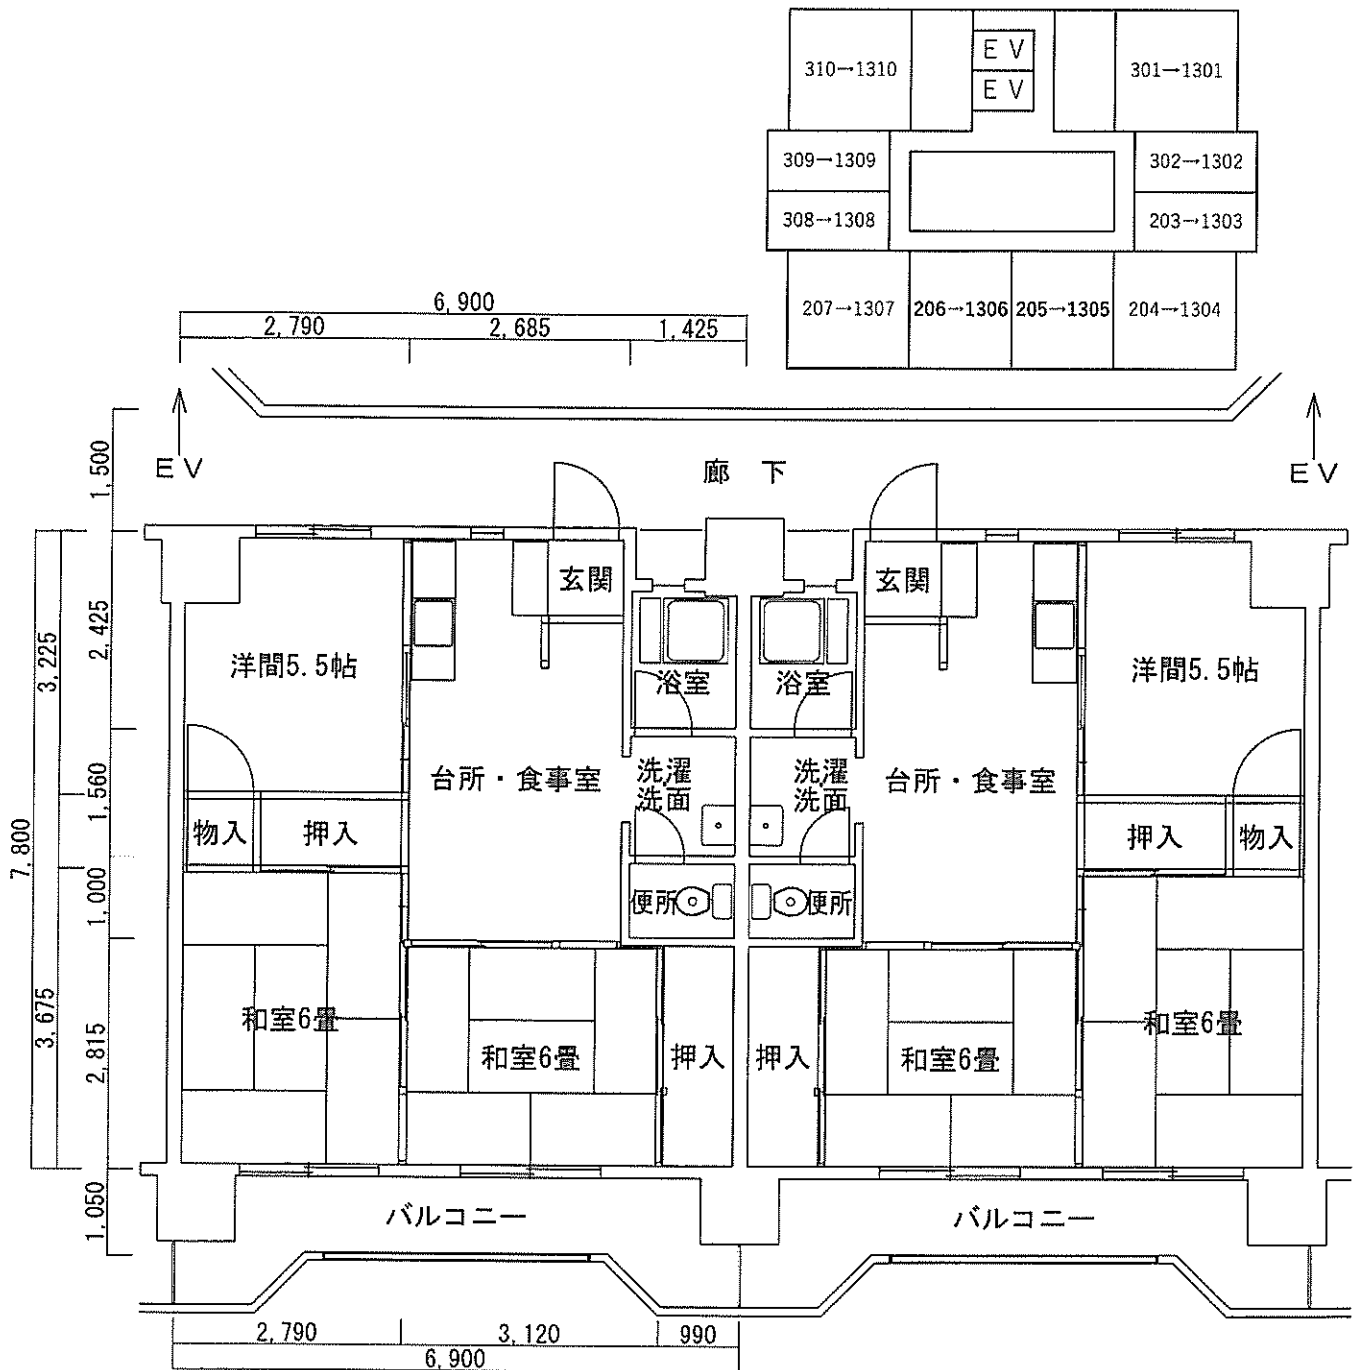 EV
310→1310
301→1301
EV
309→1309
302→1302
308→1308
203→1303
207→1307
206→1306
205→1305
204→1304
6,900
2,790
2,685
1,425
1,500
EV
廊 下
EV
玄関
玄関
2,425
3,225
洋間5.5帖
浴室
浴室
洋間5.5帖
台所・食事室
洗濯
洗面
洗濯
洗面
台所・食事室
1,560
物入
押入
押入
物入
7.800
1,000
便所
便所
和室6畳
和室6畳
3,675
2,815
和室6畳
押入
押入
和室6畳
1,050
バルコニー
バルコニー
2,790
3,120
990
6,900